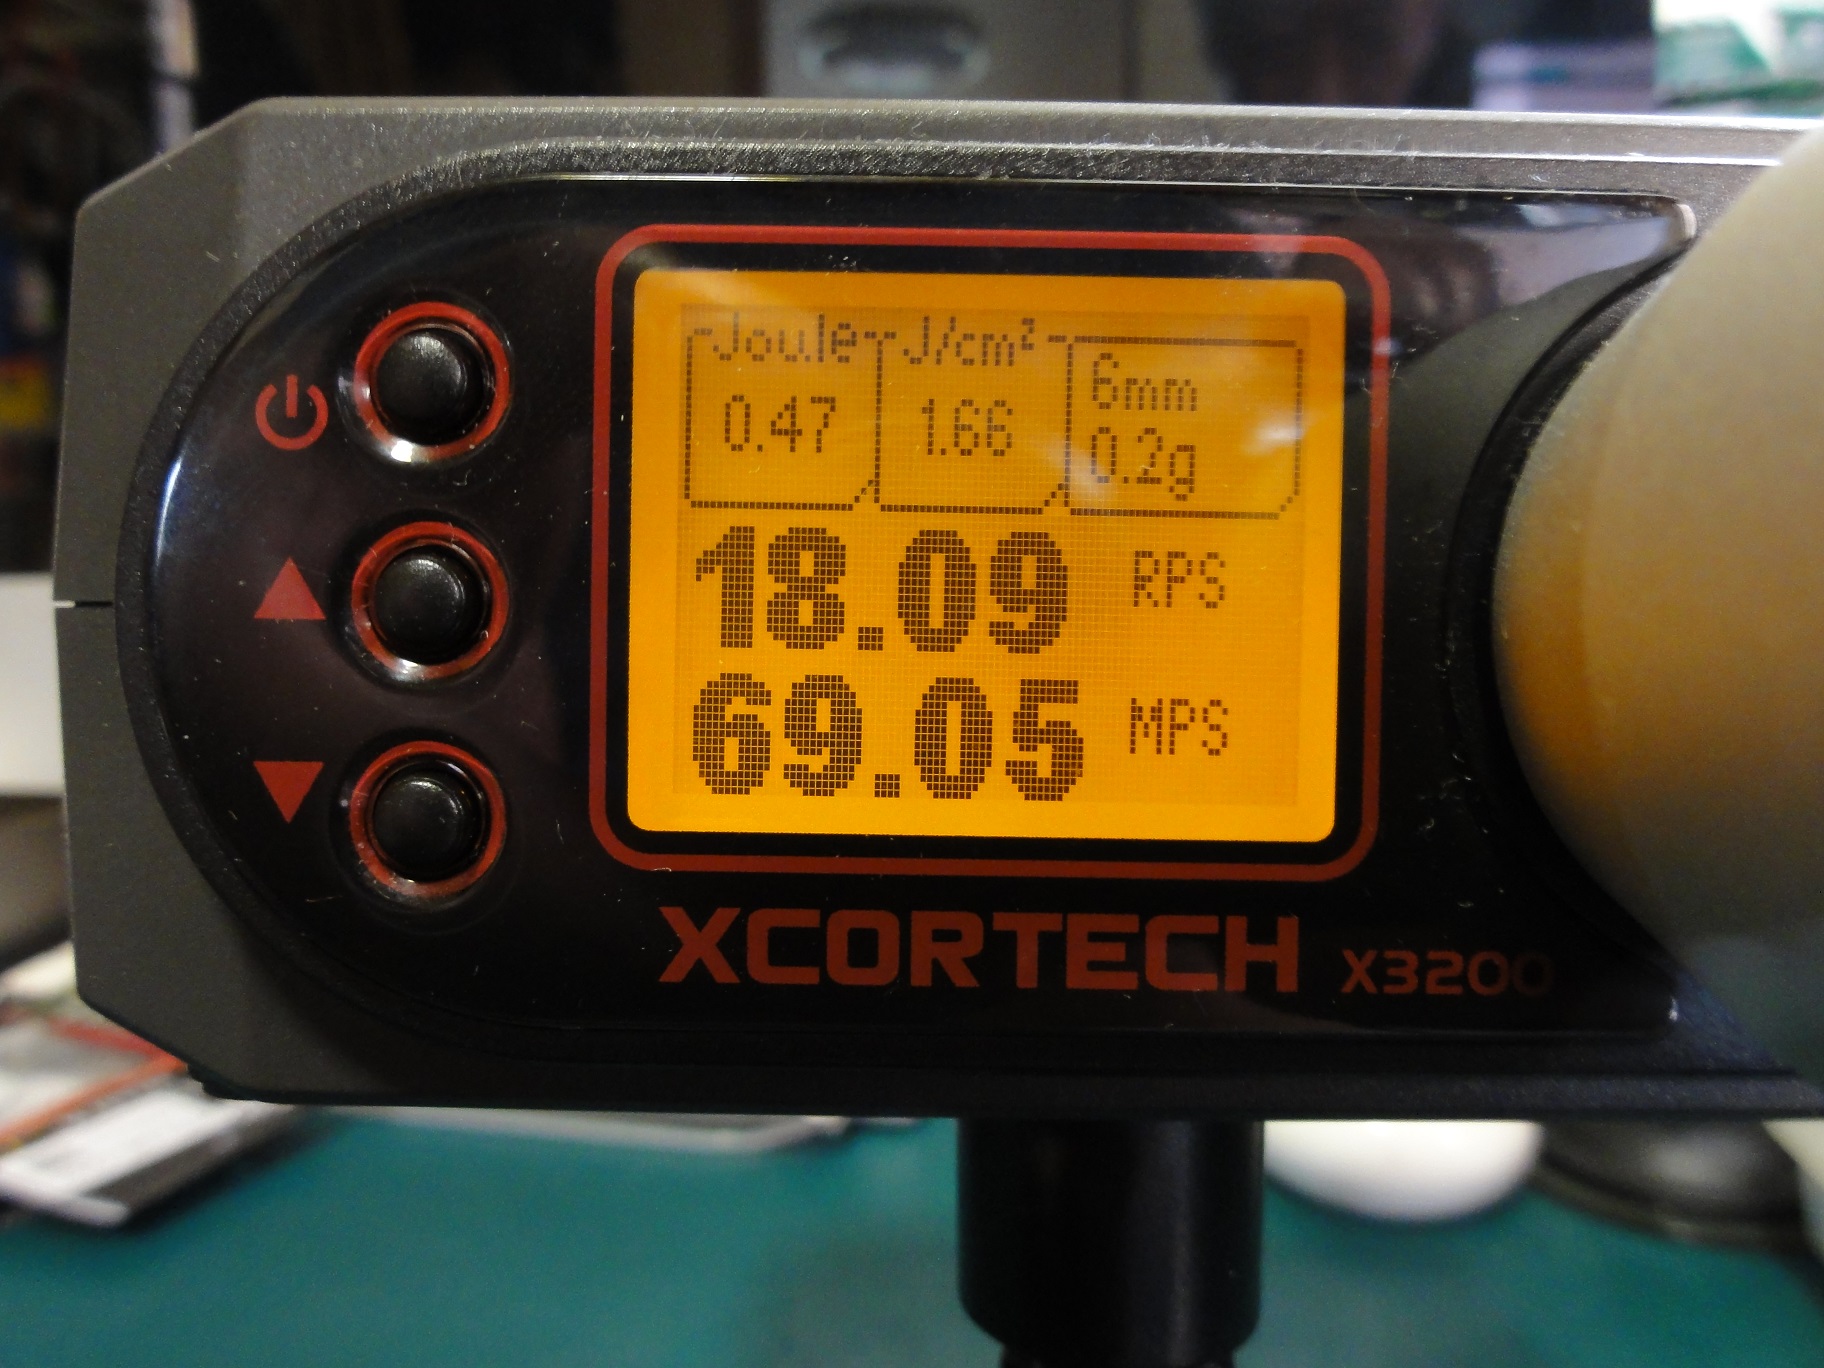 Joule J/cm² 6mm
0.47 1.66 0.2g
18.09 RPS
69.05 MPS
XCORTECH X3200